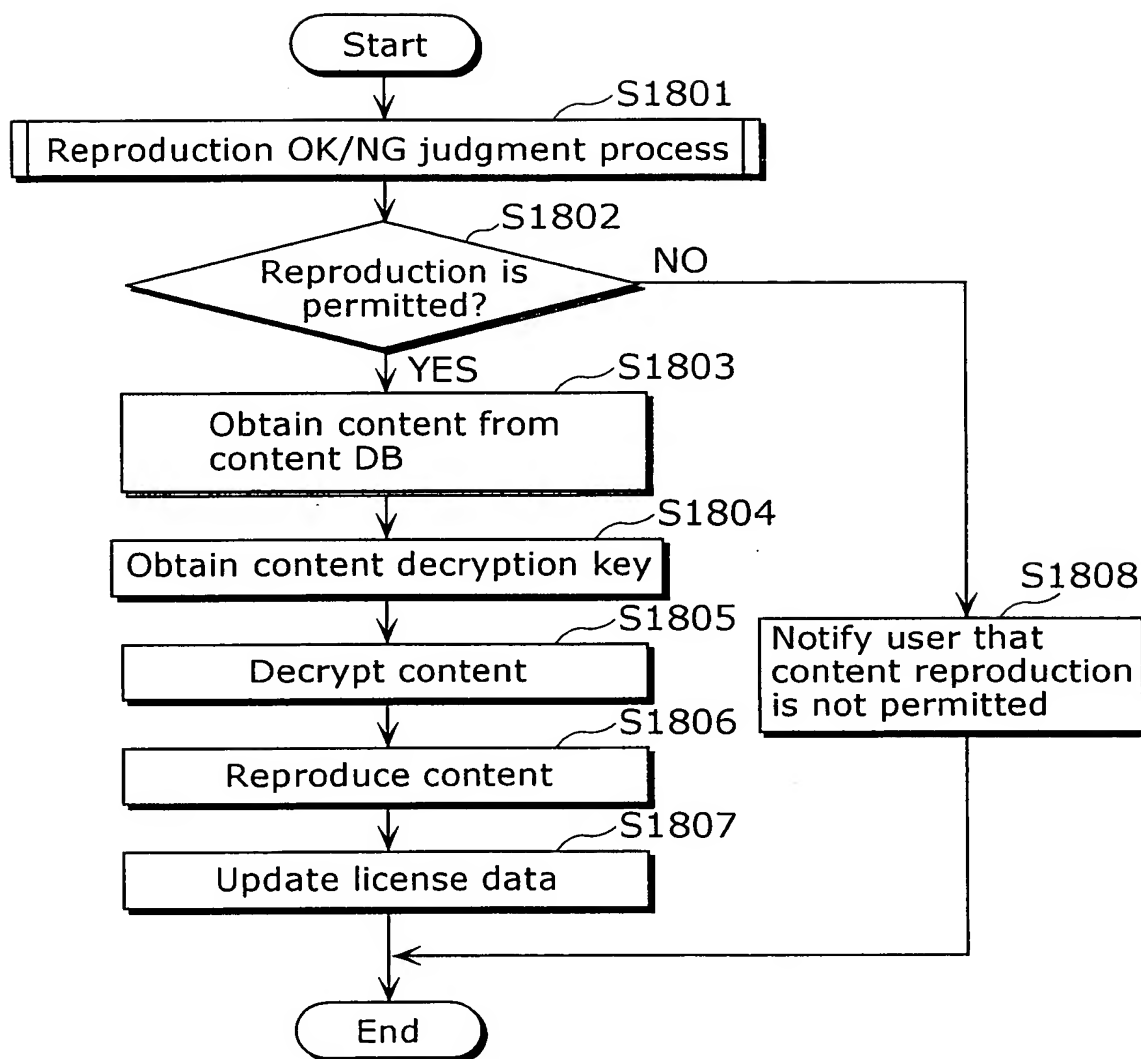 Start
S1801
Reproduction OK/NG judgment process
S1802
Reproduction is
permitted?
NO
YES
S1803
Obtain content from
content DB
S1804
Obtain content decryption key
S1808
Notify user that
content reproduction
is not permitted
S1805
Decrypt content
S1806
Reproduce content
S1807
Update license data
End